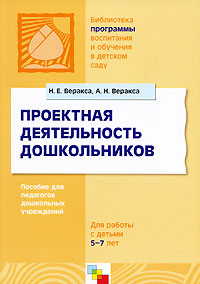 Библиотека
программы
воспитания
и обучения
в детском
саду
Н. Е. Веракса, А. Н. Веракса
ПРОЕКТНАЯ
ДЕЯТЕЛЬНОСТЬ
ДОШКОЛЬНИКОВ
Пособие для
педагогов
дошкольных
учреждений
Для работы
с детьми
5–7 лет